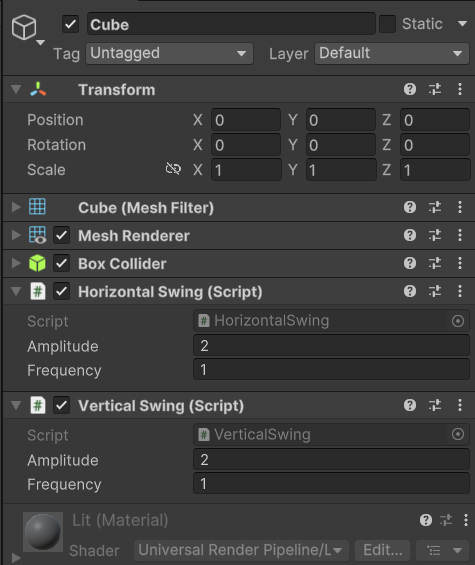 Cube Static
Tag Untagged Layer Default
Transform
Position X 0 Y 0 Z 0
Rotation X 0 Y 0 Z 0
Scale X 1 Y 1 Z 1
Cube (Mesh Filter)
Mesh Renderer
Box Collider
# Horizontal Swing (Script)
Script # HorizontalSwing
Amplitude 2
Frequency 1
# Vertical Swing (Script)
Script # VerticalSwing
Amplitude 2
Frequency 1
Lit (Material)
Shader Universal Render Pipeline/L Edit...